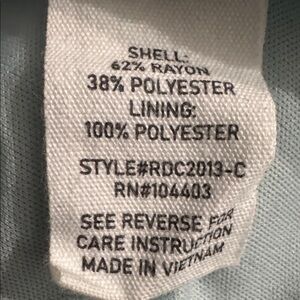 SHELL:
62% RAYON
38% POLYESTER
LINING:
100% POLYESTER
STYLE#RDC2013-C
RN#104403
SEE REVERSE FOR
CARE INSTRUCTION
MADE IN VIETNAM